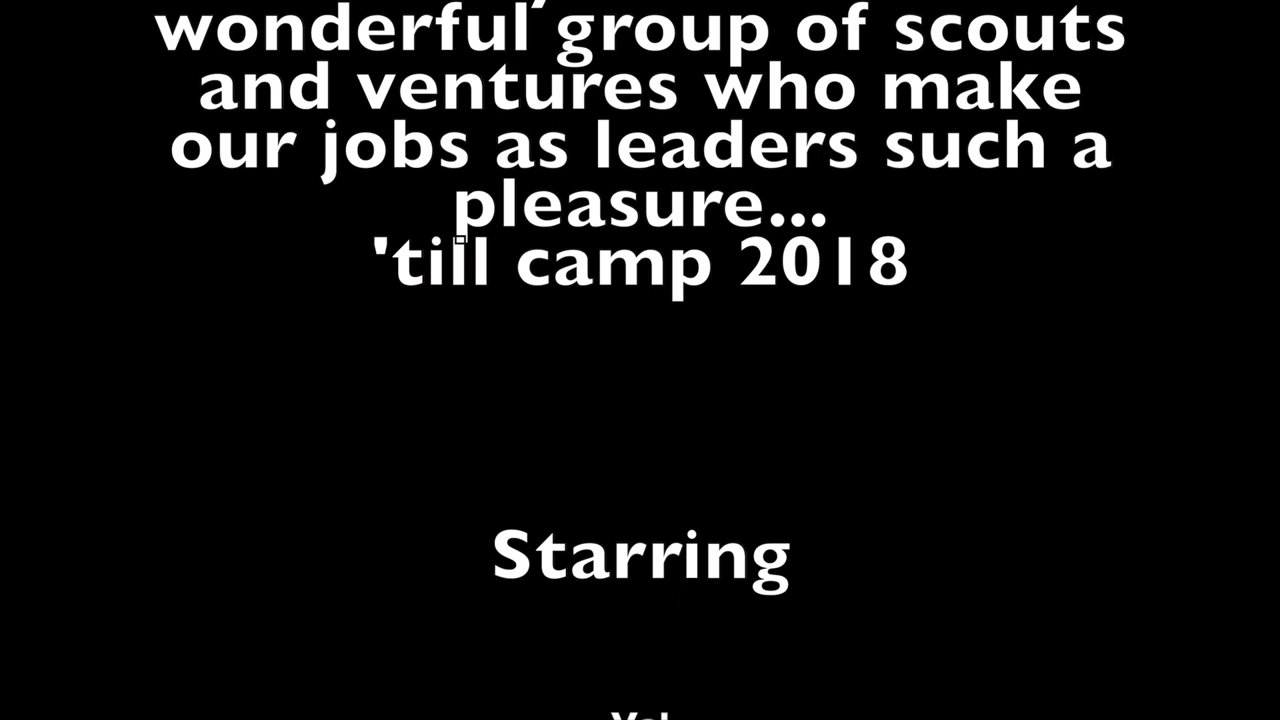 wonderful group of scouts
and ventures who make
our jobs as leaders such a
pleasure...
'till camp 2018
Starring